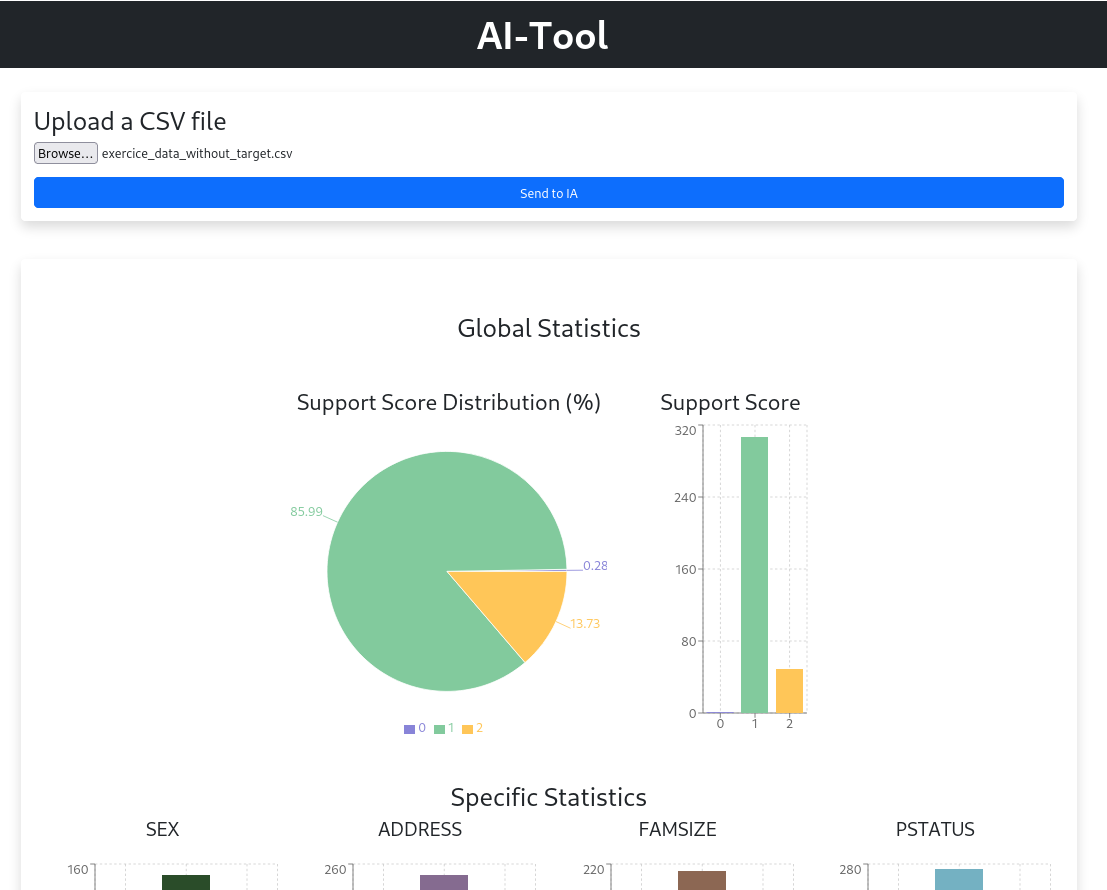 AI-Tool
Upload a CSV file
Browse... exercice_data_without_target.csv
Send to IA
Global Statistics
Support Score Distribution (%)
85.99
0.28
13.73
0 1 2
Support Score
320
240
160
80
0
0 1 2
Specific Statistics
SEX ADDRESS FAMSIZE PSTATUS
160 260 220 280